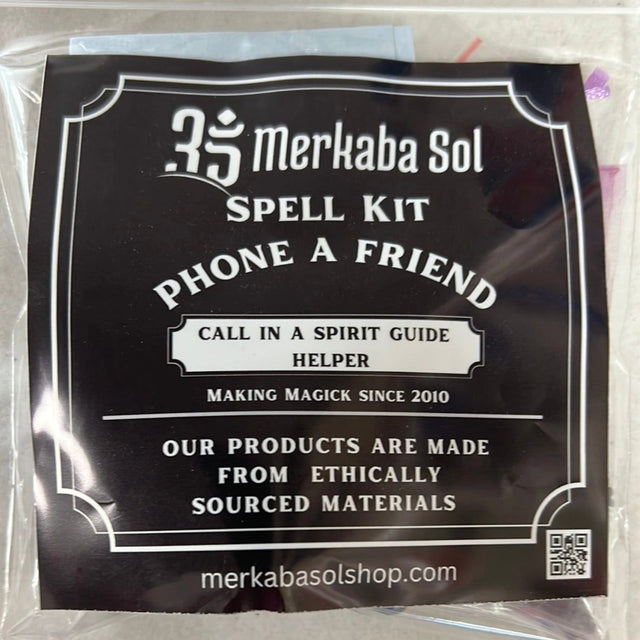 Merkaba Sol
SPELL KIT
PHONE A FRIEND
CALL IN A SPIRIT GUIDE
HELPER
MAKING MAGICK SINCE 2010
OUR PRODUCTS ARE MADE
FROM ETHICALLY
SOURCED MATERIALS
merkabasolshop.com